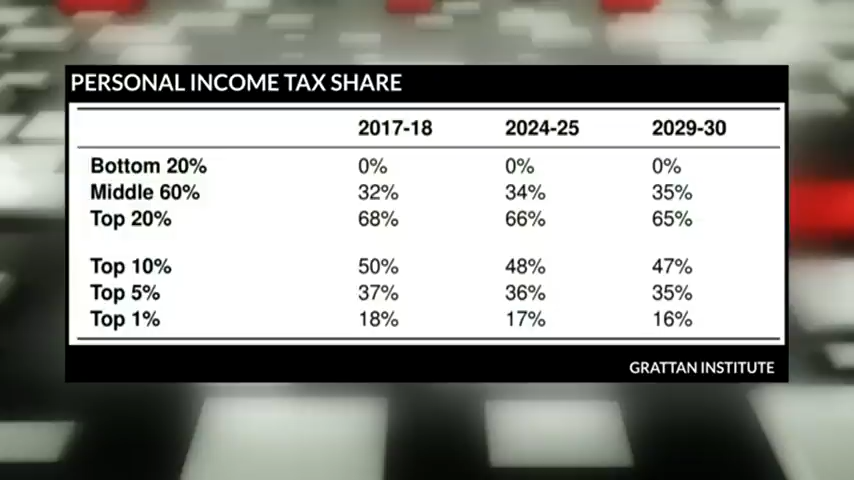 PERSONAL INCOME TAX SHARE
2017-18 2024-25 2029-30
Bottom 20% 0% 0% 0%
Middle 60% 32% 34% 35%
Top 20% 68% 66% 65%
Top 10% 50% 48% 47%
Top 5% 37% 36% 35%
Top 1% 18% 17% 16%
GRATTAN INSTITUTE